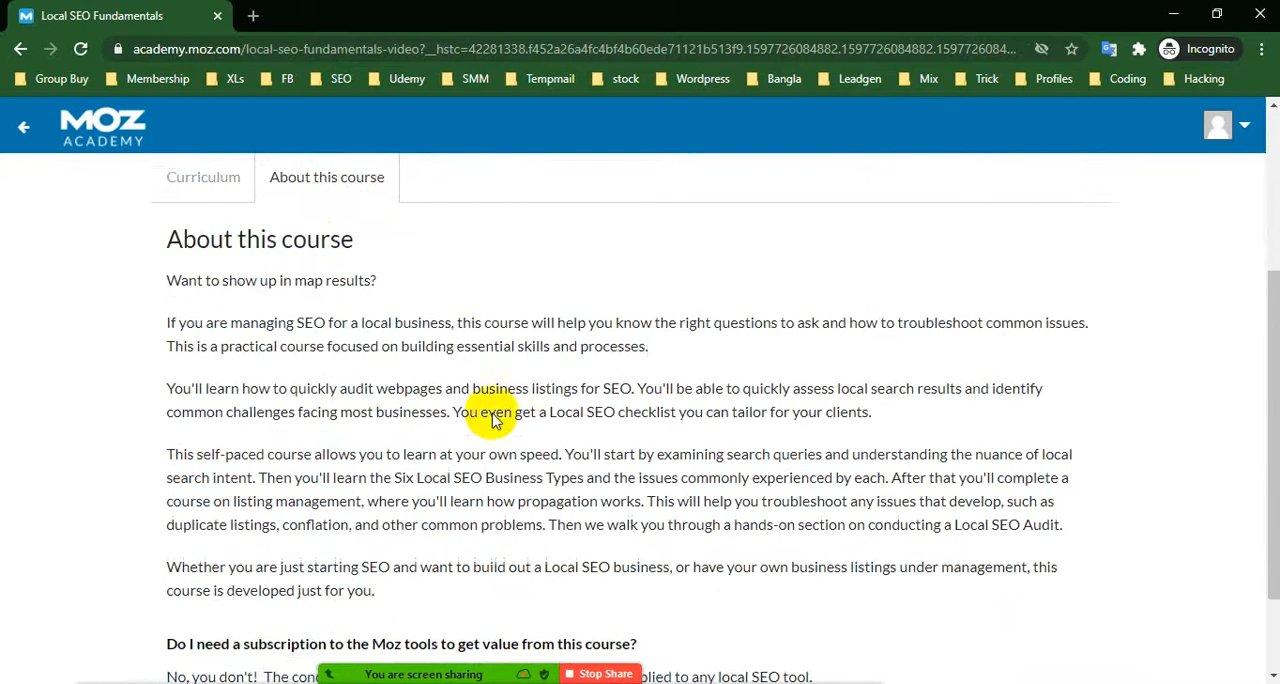 Local SEO Fundamentals
academy.moz.com/local-seo-fundamentals-video?__hstc=42281338.f452a26a4fc4bf4b60ede71121b513f9.1597726084882.1597726084882.1597726084...
Incognito
Group Buy Membership XLs FB SEO Udemy SMM Tempmail stock Wordpress Bangla Leadgen Mix Trick Profiles Coding Hacking
MOZ
ACADEMY
Curriculum About this course
About this course
Want to show up in map results?
If you are managing SEO for a local business, this course will help you know the right questions to ask and how to troubleshoot common issues.
This is a practical course focused on building essential skills and processes.
You'll learn how to quickly audit webpages and business listings for SEO. You'll be able to quickly assess local search results and identify
common challenges facing most businesses. You even get a Local SEO checklist you can tailor for your clients.
This self-paced course allows you to learn at your own speed. You'll start by examining search queries and understanding the nuance of local
search intent. Then you'll learn the Six Local SEO Business Types and the issues commonly experienced by each. After that you'll complete a
course on listing management, where you'll learn how propagation works. This will help you troubleshoot any issues that develop, such as
duplicate listings, conflation, and other common problems. Then we walk you through a hands-on section on conducting a Local SEO Audit.
Whether you are just starting SEO and want to build out a Local SEO business, or have your own business listings under management, this
course is developed just for you.
Do I need a subscription to the Moz tools to get value from this course?
No, you don't! The plied to any local SEO tool.
You are screen sharing Stop Share